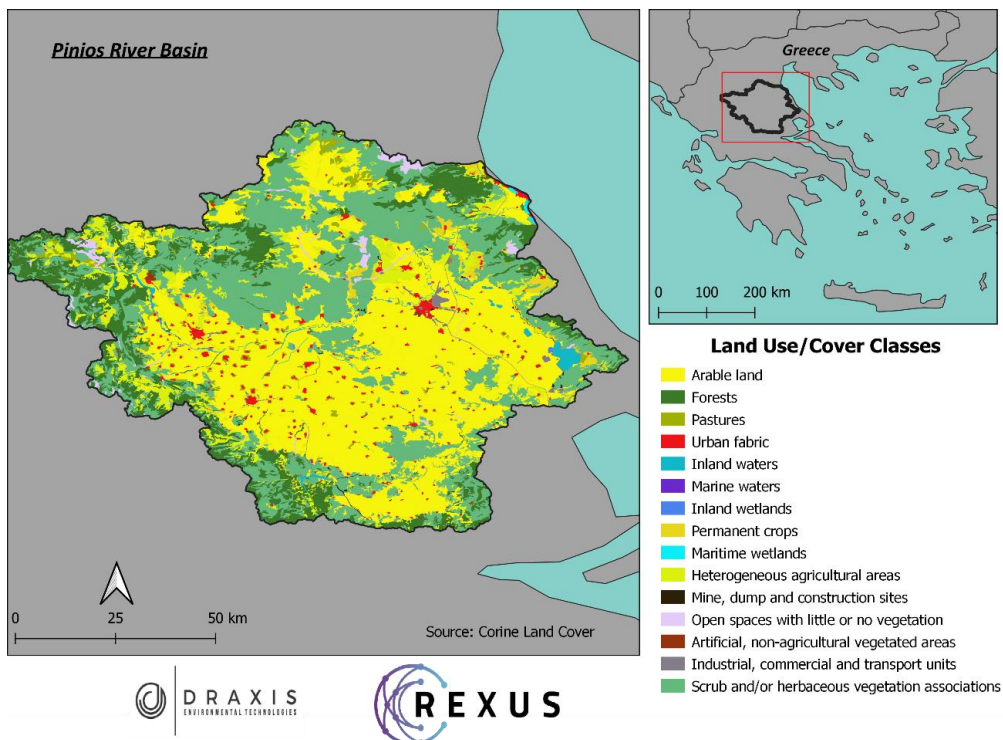 Pinios River Basin
0 25 50 km
Source: Corine Land Cover
Greece
0 100 200 km
Land Use/Cover Classes
Arable land
Forests
Pastures
Urban fabric
Inland waters
Marine waters
Inland wetlands
Permanent crops
Maritime wetlands
Heterogeneous agricultural areas
Mine, dump and construction sites
Open spaces with little or no vegetation
Artificial, non-agricultural vegetated areas
Industrial, commercial and transport units
Scrub and/or herbaceous vegetation associations
DRAXIS
ENVIRONMENTAL TECHNOLOGIES
REXUS